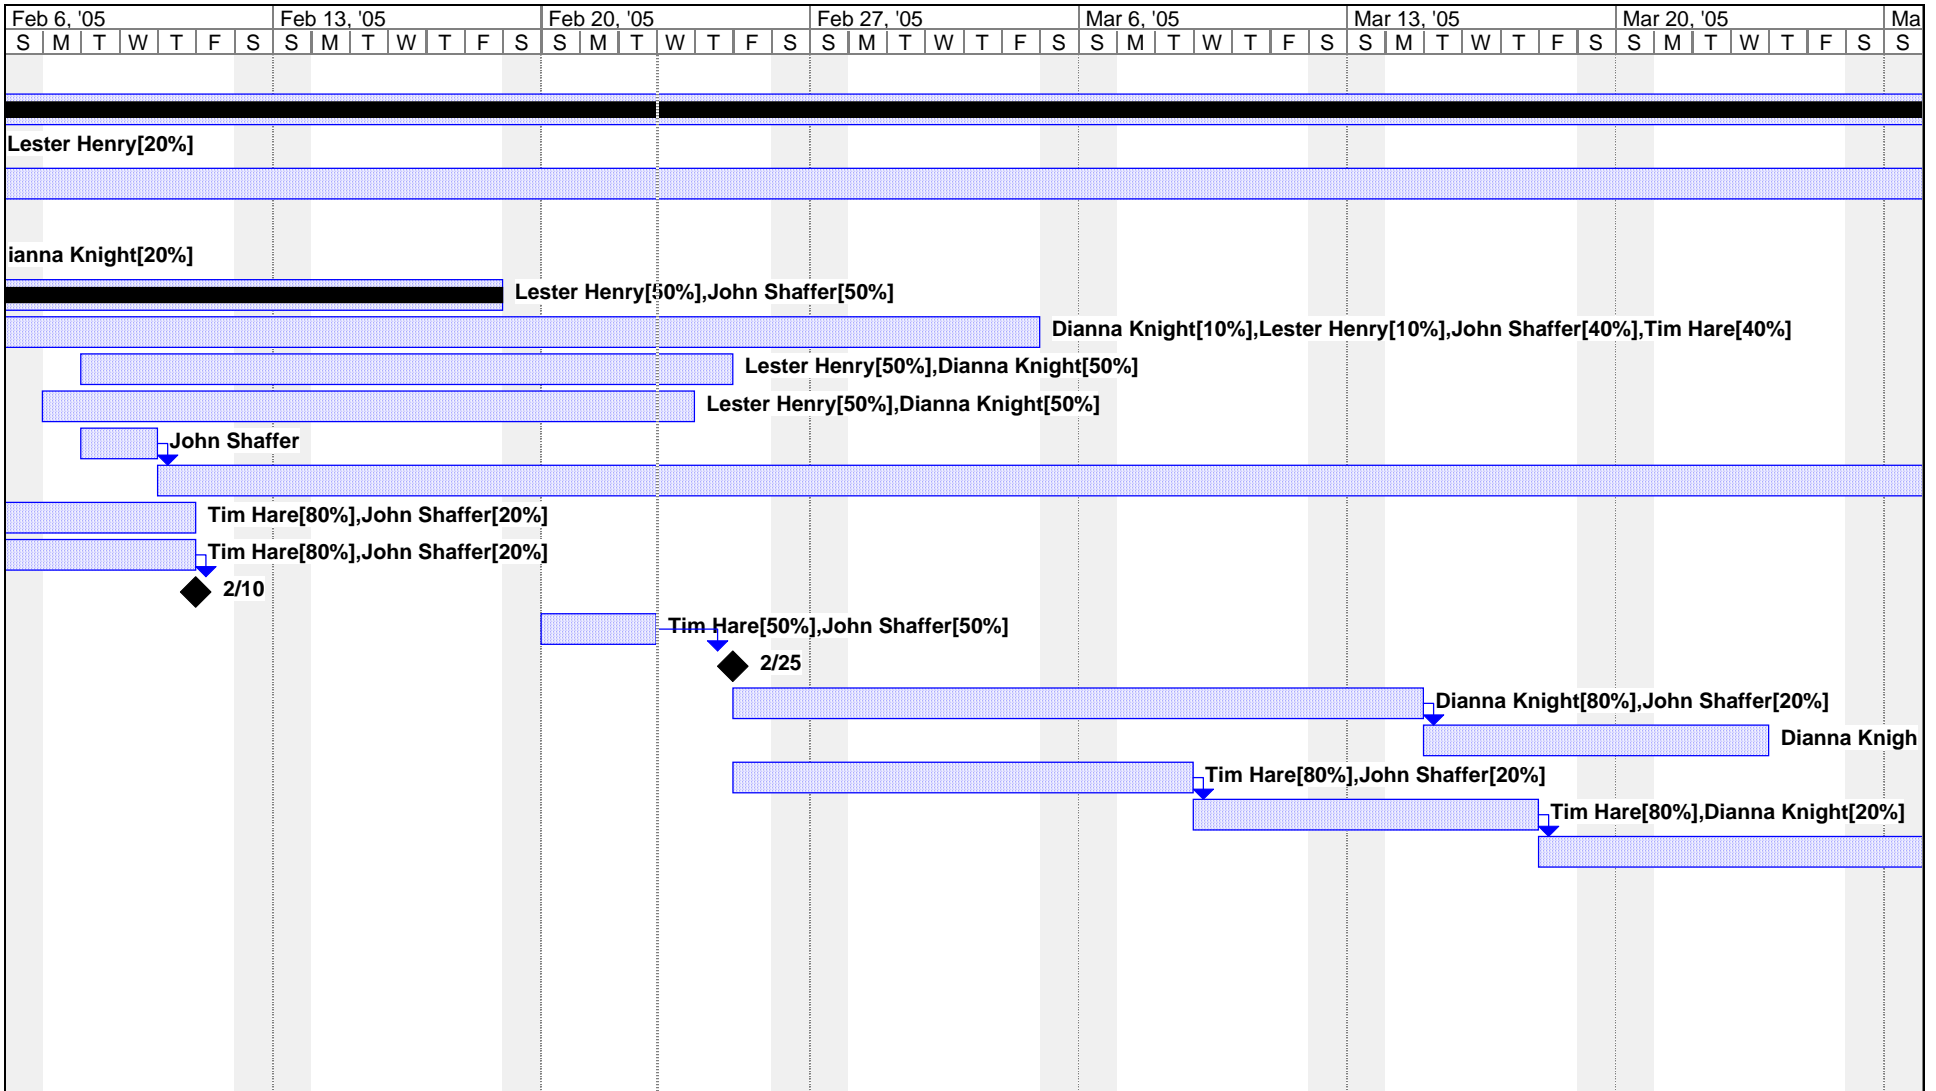 Feb 6, '05 Feb 13, '05 Feb 20, '05 Feb 27, '05 Mar 6, '05 Mar 13, '05 Mar 20, '05 Ma
S M T W T F S S M T W T F S S M T W T F S S M T W T F S S M T W T F S S M T W T F S S M T W T F S S
Lester Henry[20%]
ianna Knight[20%]
Lester Henry[50%],John Shaffer[50%]
Dianna Knight[10%],Lester Henry[10%],John Shaffer[40%],Tim Hare[40%]
Lester Henry[50%],Dianna Knight[50%]
Lester Henry[50%],Dianna Knight[50%]
John Shaffer
Tim Hare[80%],John Shaffer[20%]
Tim Hare[80%],John Shaffer[20%]
2/10
Tim Hare[50%],John Shaffer[50%]
2/25
Dianna Knight[80%],John Shaffer[20%]
Dianna Knigh
Tim Hare[80%],John Shaffer[20%]
Tim Hare[80%],Dianna Knight[20%]